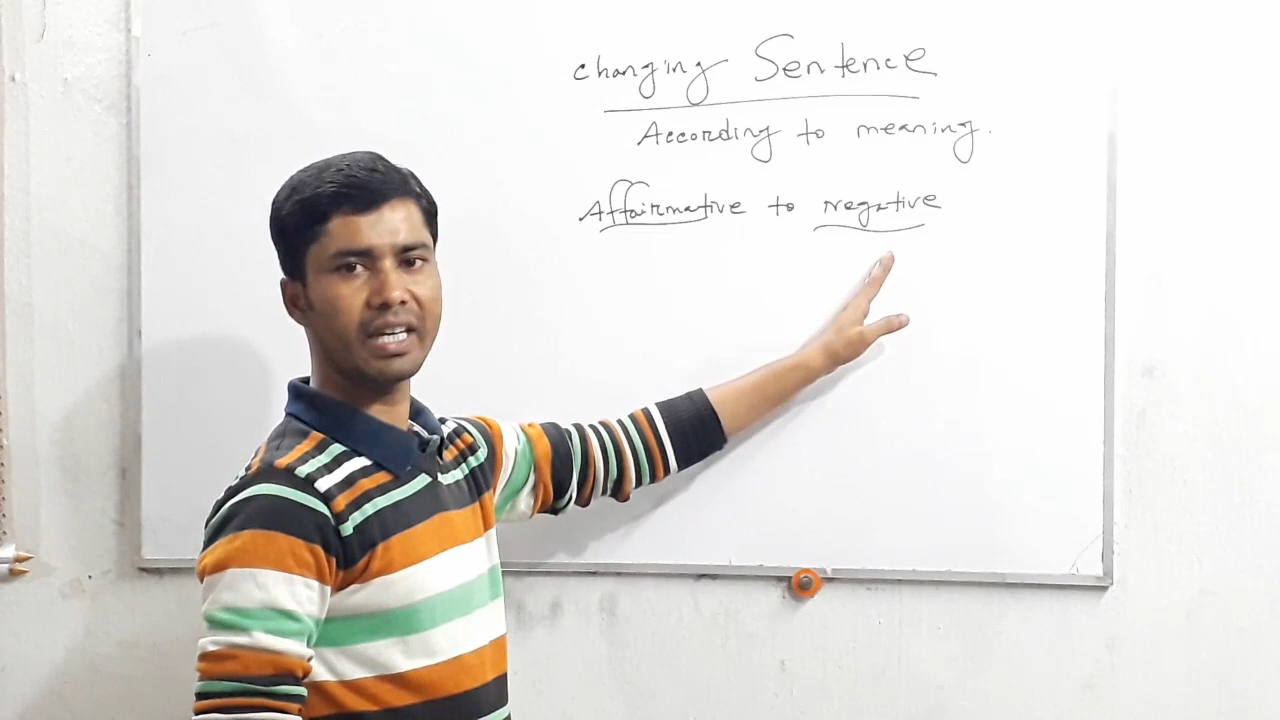 changing Sentence
According to meaning.
Affairmative to Negative